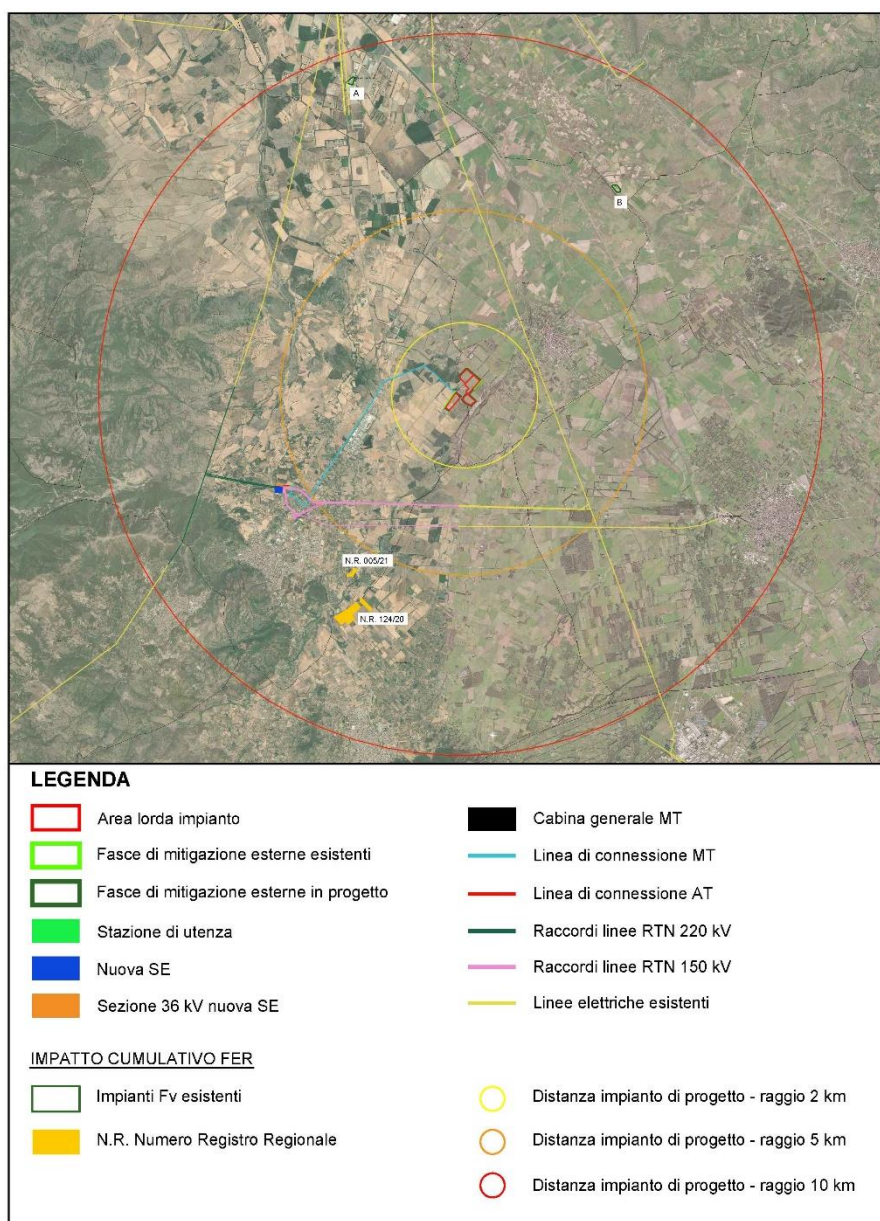 A
B
N.R. 005/21
N.R. 124/20
LEGENDA
Area lorda impianto
Fasce di mitigazione esterne esistenti
Fasce di mitigazione esterne in progetto
Stazione di utenza
Nuova SE
Sezione 36 kV nuova SE
Cabina generale MT
Linea di connessione MT
Linea di connessione AT
Raccordi linee RTN 220 kV
Raccordi linee RTN 150 kV
Linee elettriche esistenti
IMPATTO CUMULATIVO FER
Impianti Fv esistenti
N.R. Numero Registro Regionale
Distanza impianto di progetto - raggio 2 km
Distanza impianto di progetto - raggio 5 km
Distanza impianto di progetto - raggio 10 km